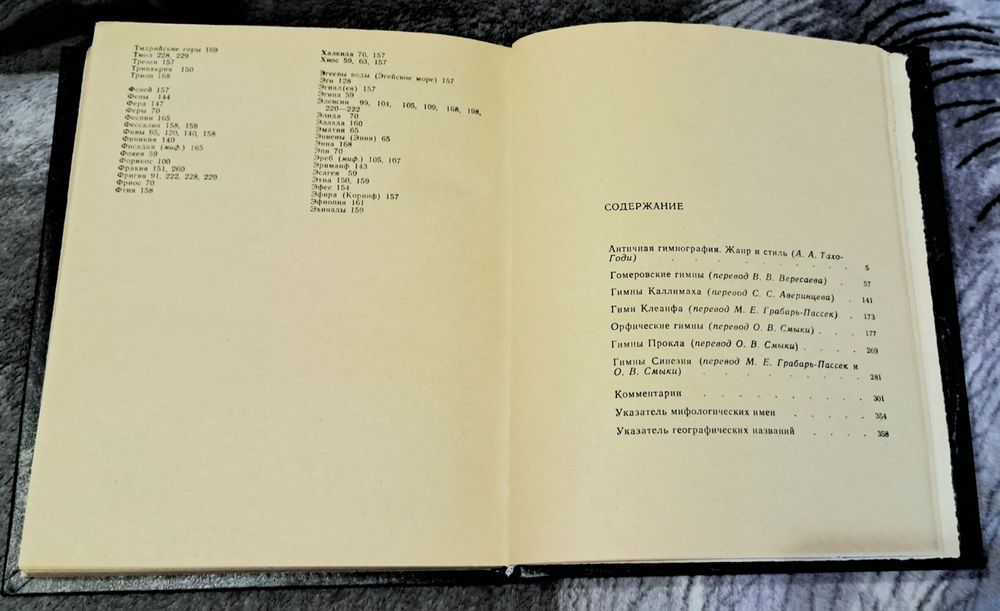 Тмарийские горы 169
Тмол 228, 229
Трезен 157
Тринакрия 150
Триоп 168
Феней 157
Фены 144
Фера 147
Феры 70
Феспии 165
Фессалия 158, 159
Фивы 65, 120, 140, 158
Финикия 140
Фисадия (миф.) 165
Фокея 59
Форикос 100
Фракия 151, 260
Фригия 91, 222, 228, 229
Фриос 70
Фтия 158
Халкида 70, 157
Хиос 59, 63, 157
Эгеевы воды (Эгейское море) 157
Эги 128
Эгиал(ея) 157
Эгина 59
Элевсин 99, 104, 105, 109, 168, 198,
220—222
Элида 70
Эллада 160
Эматия 65
Эниены (Эния) 65
Энна 168
Эпи 70
Эреб (миф.) 105, 107
Эриманф 143
Эсагея 59
Этна 150, 159
Эфес 154
Эфира (Коринф) 157
Эфиопия 161
Эхинады 159
СОДЕРЖАНИЕ
Античная гимнография. Жанр и стиль (А. А. Тахо-
Годи) . . . . . . . . 5
Гомеровские гимны (перевод В. В. Вересаева) . 57
Гимны Каллимаха (перевод С. С. Аверинцева) . 141
Гимн Клеанфа (перевод М. Е. Грабарь-Пассек) . 173
Орфические гимны (перевод О. В. Смыки) . . 177
Гимны Прокла (перевод О. В. Смыки) . . . . 269
Гимны Синезия (перевод М. Е. Грабарь-Пассек и
О. В. Смыки) . . . . . . . . . 281
Комментарии . . . . . . . . 301
Указатель мифологических имен . . . . . 354
Указатель географических названий . . . . 358